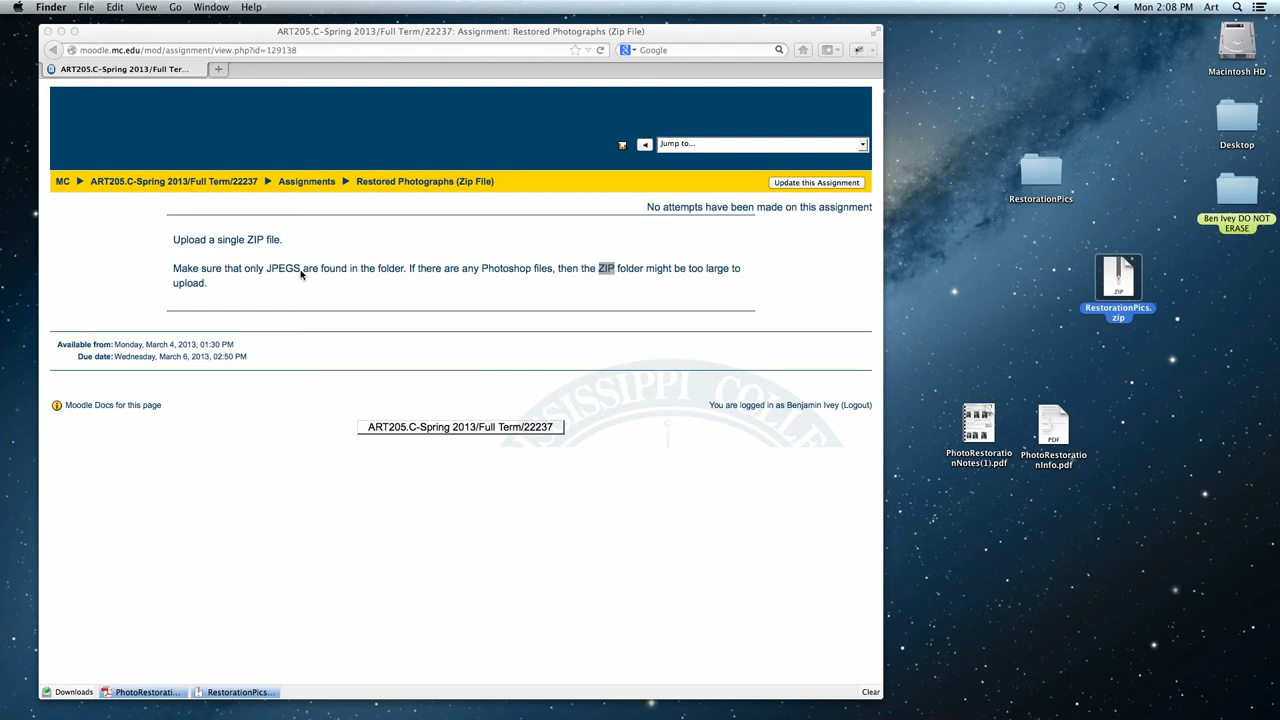 Finder File Edit View Go Window Help
Mon 2:08 PM Art
ART205.C-Spring 2013/Full Term/22237: Assignment: Restored Photographs (Zip File)
moodle.mc.edu/mod/assignment/view.php?id=129138
Google
ART205.C-Spring 2013/Full Ter...
Jump to...
MC ART205.C-Spring 2013/Full Term/22237 Assignments Restored Photographs (Zip File)
Update this Assignment
No attempts have been made on this assignment
Upload a single ZIP file.
Make sure that only JPEGS are found in the folder. If there are any Photoshop files, then the ZIP folder might be too large to
upload.
Available from: Monday, March 4, 2013, 01:30 PM
Due date: Wednesday, March 6, 2013, 02:50 PM
MISSISSIPPI COLLE
Moodle Docs for this page
You are logged in as Benjamin Ivey (Logout)
ART205.C-Spring 2013/Full Term/22237
Downloads PhotoRestorati... RestorationPics...
Clear
Macintosh HD
Desktop
RestorationPics
Ben Ivey DO NOT
ERASE
ZIP
RestorationPics.
zip
PDF
PhotoRestoratio
nNotes(1).pdf
PhotoRestoratio
nInfo.pdf